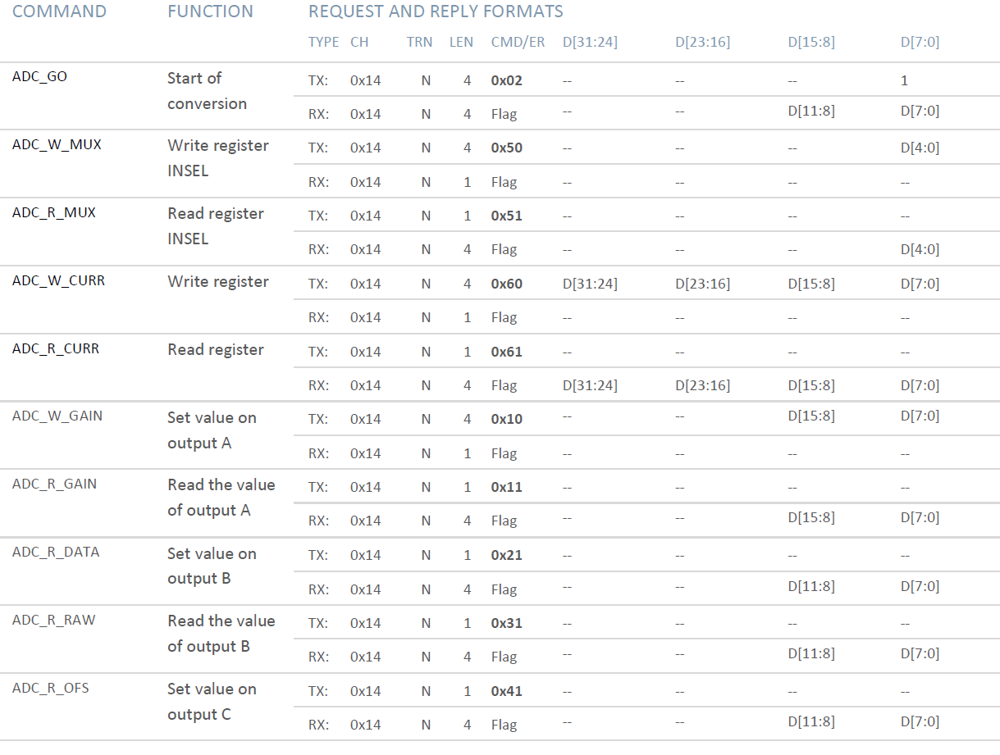 COMMAND FUNCTION REQUEST AND REPLY FORMATS
TYPE CH TRN LEN CMD/ER D[31:24] D[23:16] D[15:8] D[7:0]
ADC_GO Start of TX: 0x14 N 4 0x02 -- -- -- 1
conversion RX: 0x14 N 4 Flag -- -- D[11:8] D[7:0]
ADC_W_MUX Write register TX: 0x14 N 4 0x50 -- -- -- D[4:0]
INSEL RX: 0x14 N 1 Flag -- -- -- --
ADC_R_MUX Read register TX: 0x14 N 1 0x51 -- -- -- --
INSEL RX: 0x14 N 4 Flag -- -- -- D[4:0]
ADC_W_CURR Write register TX: 0x14 N 4 0x60 D[31:24] D[23:16] D[15:8] D[7:0]
RX: 0x14 N 1 Flag -- -- -- --
ADC_R_CURR Read register TX: 0x14 N 1 0x61 -- -- -- --
RX: 0x14 N 4 Flag D[31:24] D[23:16] D[15:8] D[7:0]
ADC_W_GAIN Set value on TX: 0x14 N 4 0x10 -- -- D[15:8] D[7:0]
output A RX: 0x14 N 1 Flag -- -- -- --
ADC_R_GAIN Read the value TX: 0x14 N 1 0x11 -- -- -- --
of output A RX: 0x14 N 4 Flag -- -- D[15:8] D[7:0]
ADC_R_DATA Set value on TX: 0x14 N 1 0x21 -- -- -- --
output B RX: 0x14 N 4 Flag -- -- D[11:8] D[7:0]
ADC_R_RAW Read the value TX: 0x14 N 1 0x31 -- -- -- --
of output B RX: 0x14 N 4 Flag -- -- D[11:8] D[7:0]
ADC_R_OFS Set value on TX: 0x14 N 1 0x41 -- -- -- --
output C RX: 0x14 N 4 Flag -- -- D[11:8] D[7:0]